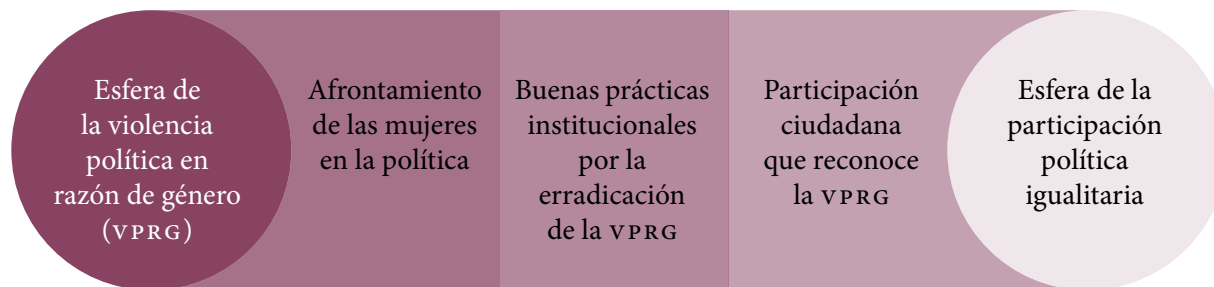 Esfera de
la violencia
política en
razón de género
(VPRG)
Afrontamiento
de las mujeres
en la política
Buenas prácticas
institucionales
por la
erradicación
de la VPRG
Participación
ciudadana
que reconoce
la VPRG
Esfera de la
participación
política
igualitaria